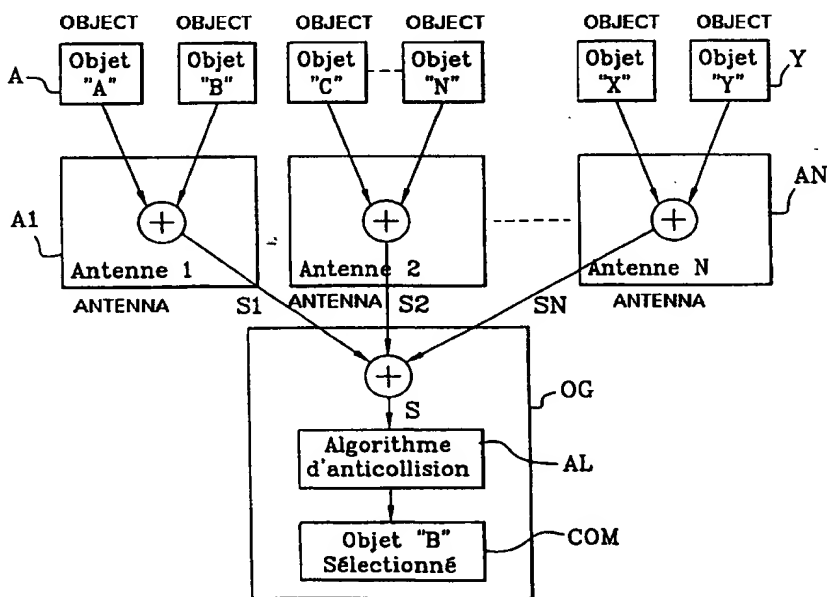 OBJECT OBJECT OBJECT OBJECT OBJECT OBJECT
A Objet "A" Objet "B" Objet "C" Objet "N" Objet "X" Objet "Y" Y
A1 AN
Antenne 1 Antenne 2 Antenne N
ANTENNA S1 ANTENNA S2 SN ANTENNA
OG
S
Algorithme
d'anticollision AL
Objet "B"
Sélectionné COM